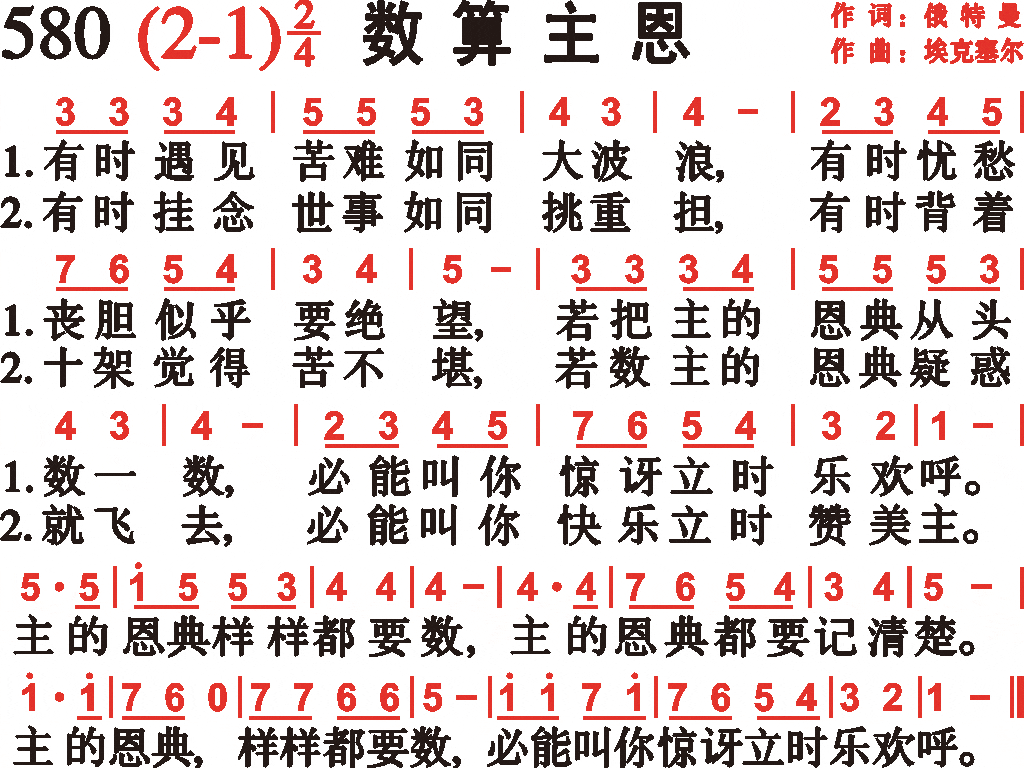 580 (2-1) 2/4 数算主恩 作词：俄特曼
作曲：埃克塞尔
3 3 3 4 | 5 5 5 3 | 4 3 | 4 – | 2 3 4 5 |
1.有时遇见 苦难如同 大波浪, 有时忧愁
2.有时挂念 世事如同 挑重担, 有时背着
7 6 5 4 | 3 4 | 5 – | 3 3 3 4 | 5 5 5 3 |
1.丧胆似乎 要绝望, 若把主的 恩典从头
2.十架觉得 苦不堪, 若数主的 恩典疑惑
4 3 | 4 – | 2 3 4 5 | 7 6 5 4 | 3 2 | 1 – |
1.数一数, 必能叫你 惊讶立时 乐欢呼。
2.就飞去, 必能叫你 快乐立时 赞美主。
5·5 | i 5 5 3 | 4 4 | 4 – | 4·4 | 7 6 5 4 | 3 4 | 5 – |
主的恩典样样都要数, 主的恩典都要记清楚。
i·i | 7 6 0 | 7 7 6 6 | 5 – | i i 7 i | 7 6 5 4 | 3 2 | 1 – ‖
主的恩典, 样样都要数, 必能叫你惊讶立时乐欢呼。